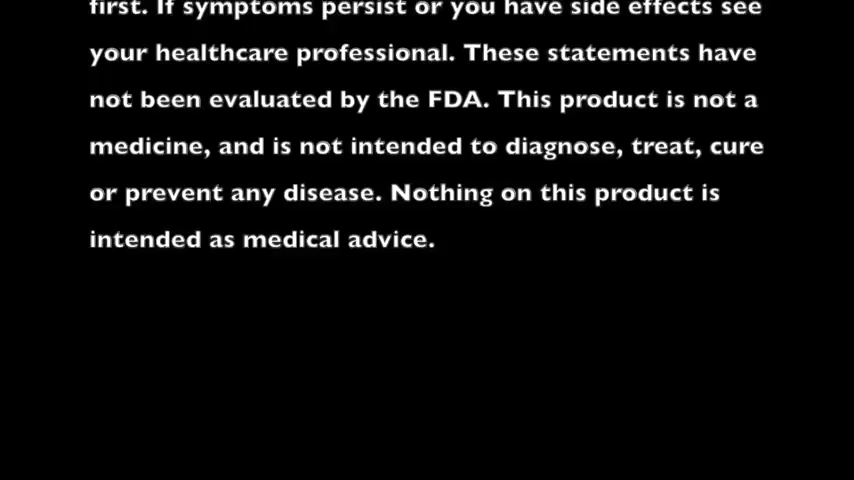 first. If symptoms persist or you have side effects see
your healthcare professional. These statements have
not been evaluated by the FDA. This product is not a
medicine, and is not intended to diagnose, treat, cure
or prevent any disease. Nothing on this product is
intended as medical advice.